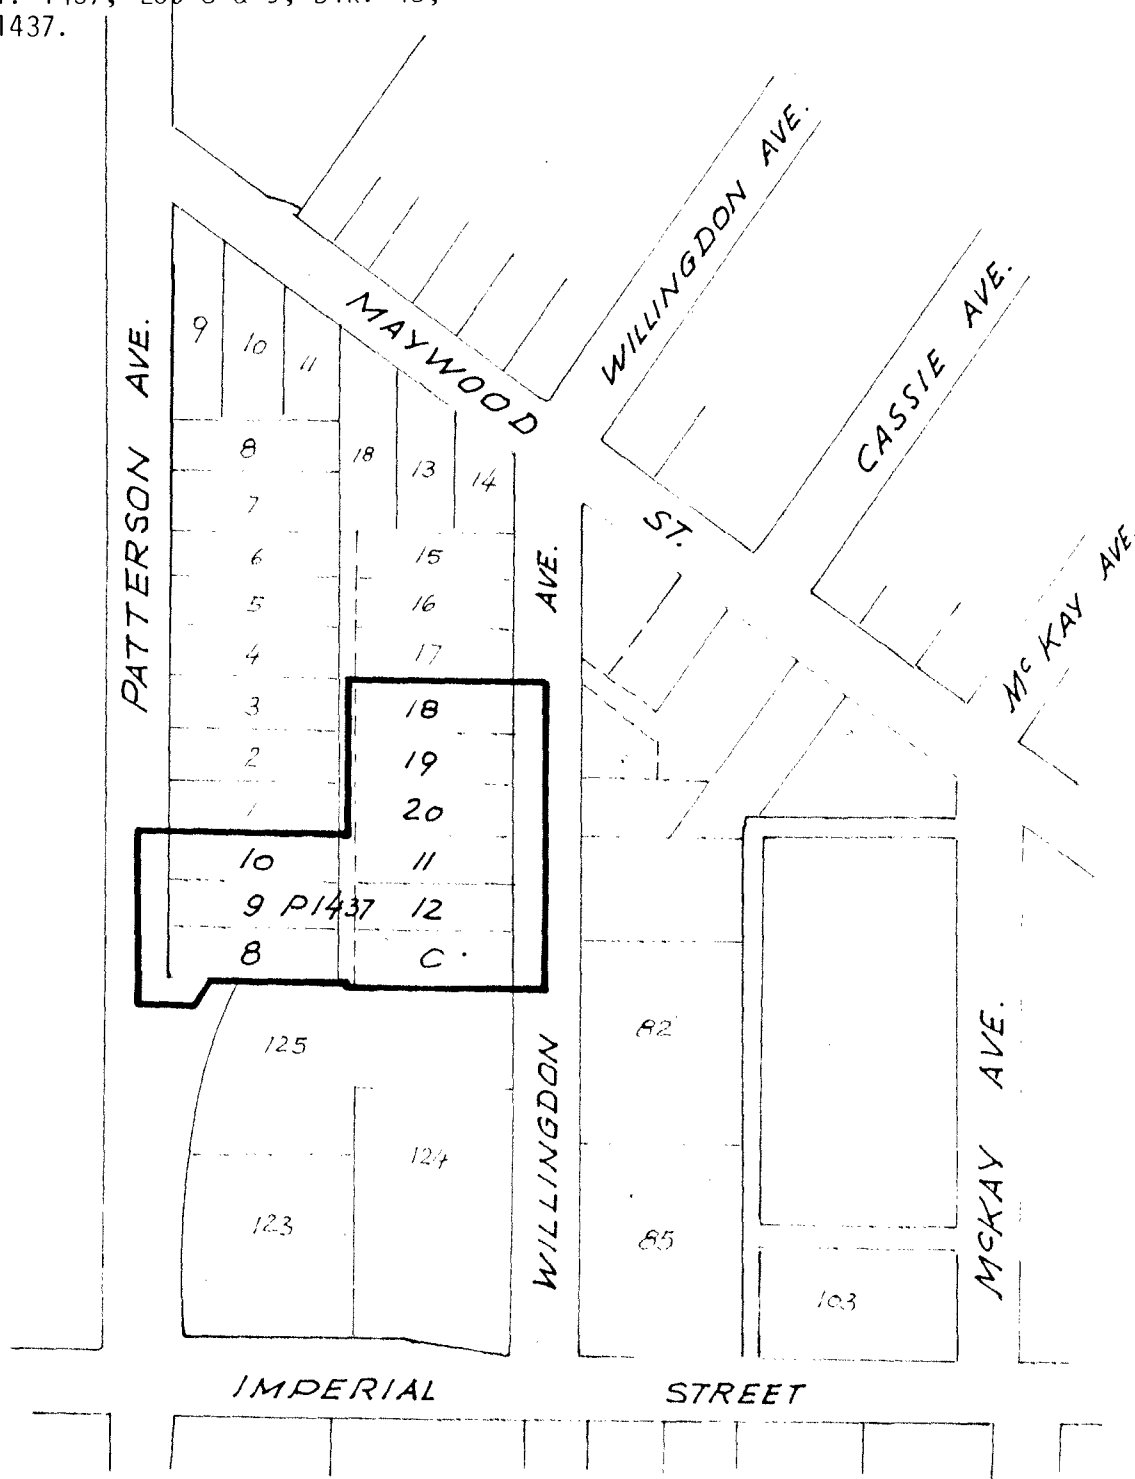 1437.
PATTERSON AVE.
MAYWOOD ST.
WILLINGDON AVE.
CASSIE AVE.
McKAY AVE.
9
10
11
8
7
6
5
4
3
2
1
18
13
14
15
16
17
AVE.
18
19
20
10
11
9 P1437 12
8
C
125
124
123
WILLINGDON
82
85
103
McKAY AVE.
IMPERIAL STREET